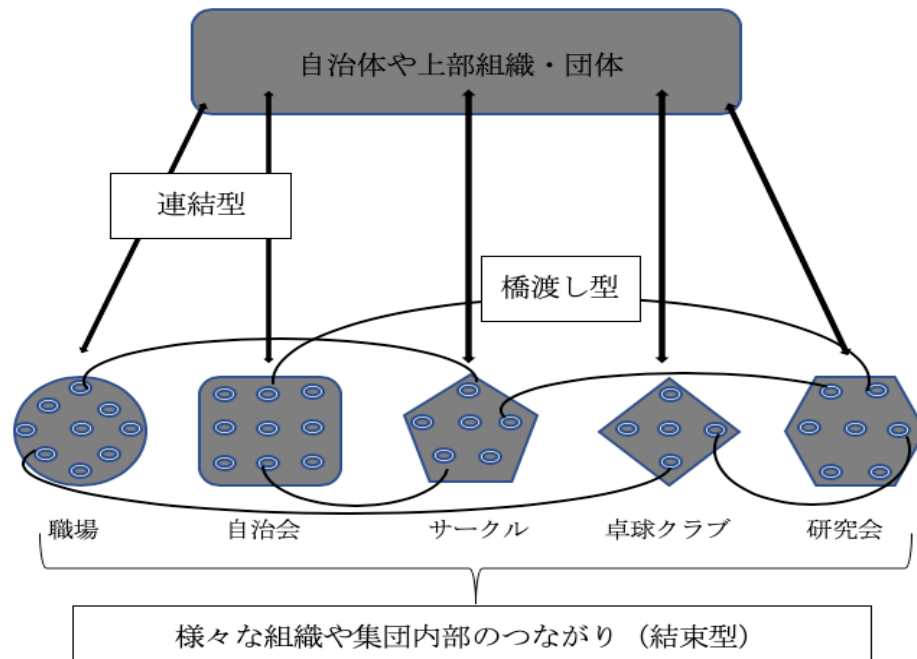 自治体や上部組織・団体
連結型
橋渡し型
職場
自治会
サークル
卓球クラブ
研究会
様々な組織や集団内部のつながり（結束型）